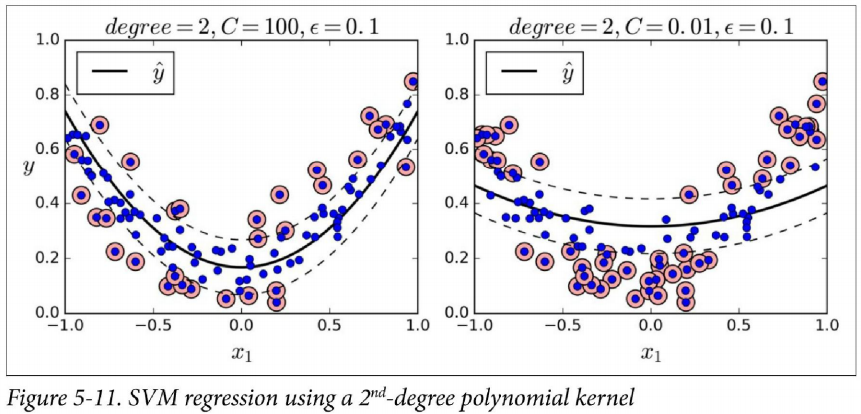 degree = 2, C = 100, ϵ = 0.1
degree = 2, C = 0.01, ϵ = 0.1
1.0
0.8
0.6
0.4
0.2
0.0
y
ŷ
−1.0 −0.5 0.0 0.5 1.0
x₁
1.0
0.8
0.6
0.4
0.2
0.0
ŷ
−1.0 −0.5 0.0 0.5 1.0
x₁
Figure 5-11. SVM regression using a 2nd-degree polynomial kernel